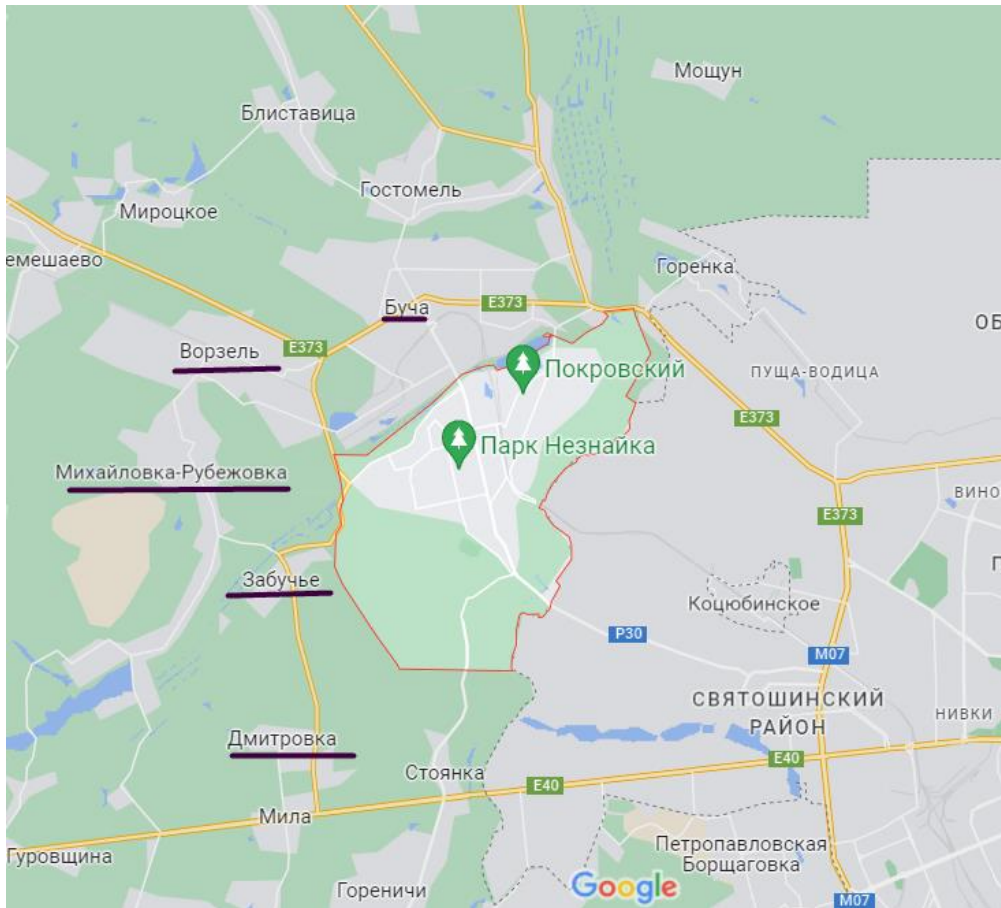 Мощун
Блиставица
Гостомель
Мироцкое
емешаево
Горенка
Буча
E373
ОБ
Ворзель
E373
Покровский
ПУЩА-ВОДИЦА
E373
Парк Незнайка
Михайловка-Рубежовка
ВИНО
E373
Забучье
Коцюбинское
P30
M07
СВЯТОШИНСКИЙ
РАЙОН
НИВКИ
Дмитровка
Стоянка
E40
E40
Мила
Гуровщина
Петропавловская
Борщаговка
Гореничи
Google
M07